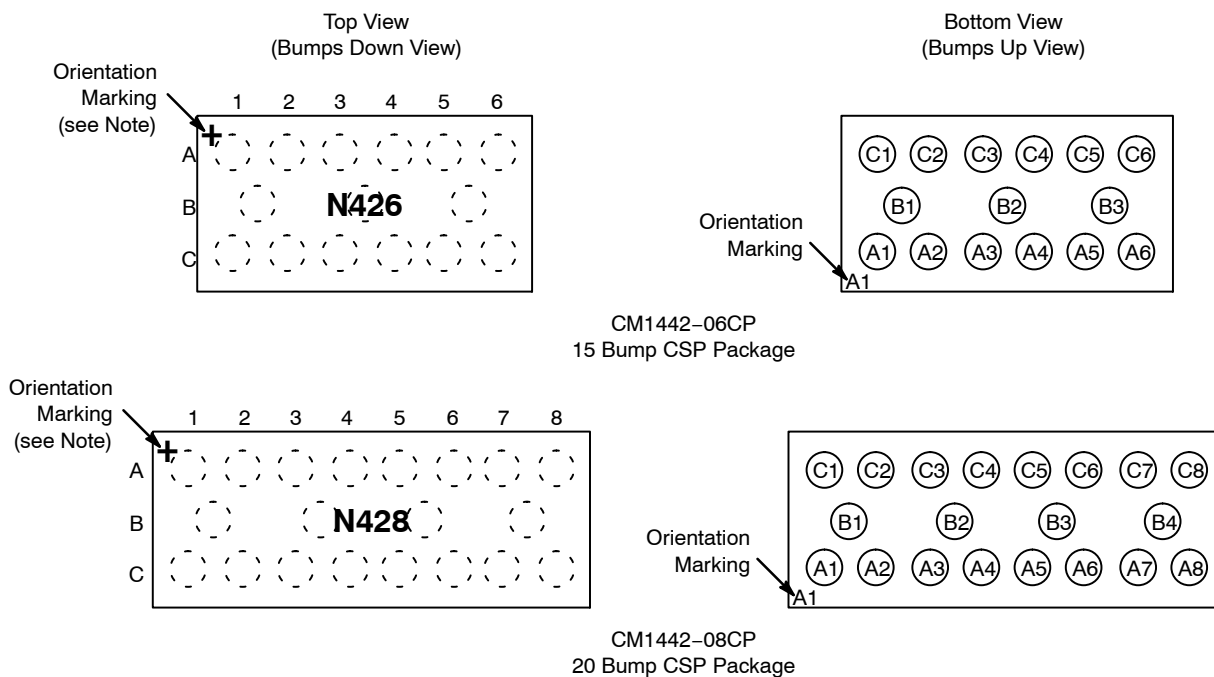 Top View
(Bumps Down View)
Bottom View
(Bumps Up View)
Orientation
Marking
(see Note)
1 2 3 4 5 6
+
A
B
C
N426
C1 C2 C3 C4 C5 C6
B1 B2 B3
A1 A2 A3 A4 A5 A6
Orientation
Marking
A1
CM1442−06CP
15 Bump CSP Package
Orientation
Marking
(see Note)
1 2 3 4 5 6 7 8
+
A
B
C
N428
C1 C2 C3 C4 C5 C6 C7 C8
B1 B2 B3 B4
A1 A2 A3 A4 A5 A6 A7 A8
Orientation
Marking
A1
CM1442−08CP
20 Bump CSP Package